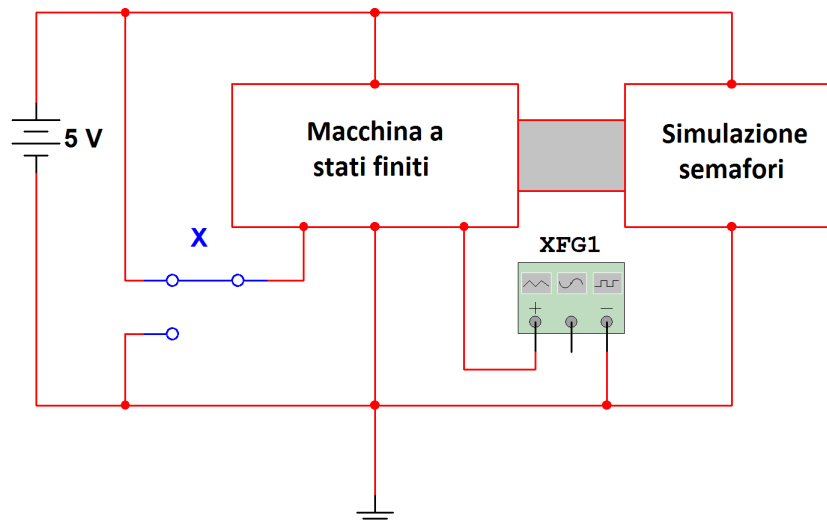 5 V
Macchina a
stati finiti
Simulazione
semafori
X
XFG1
+
−